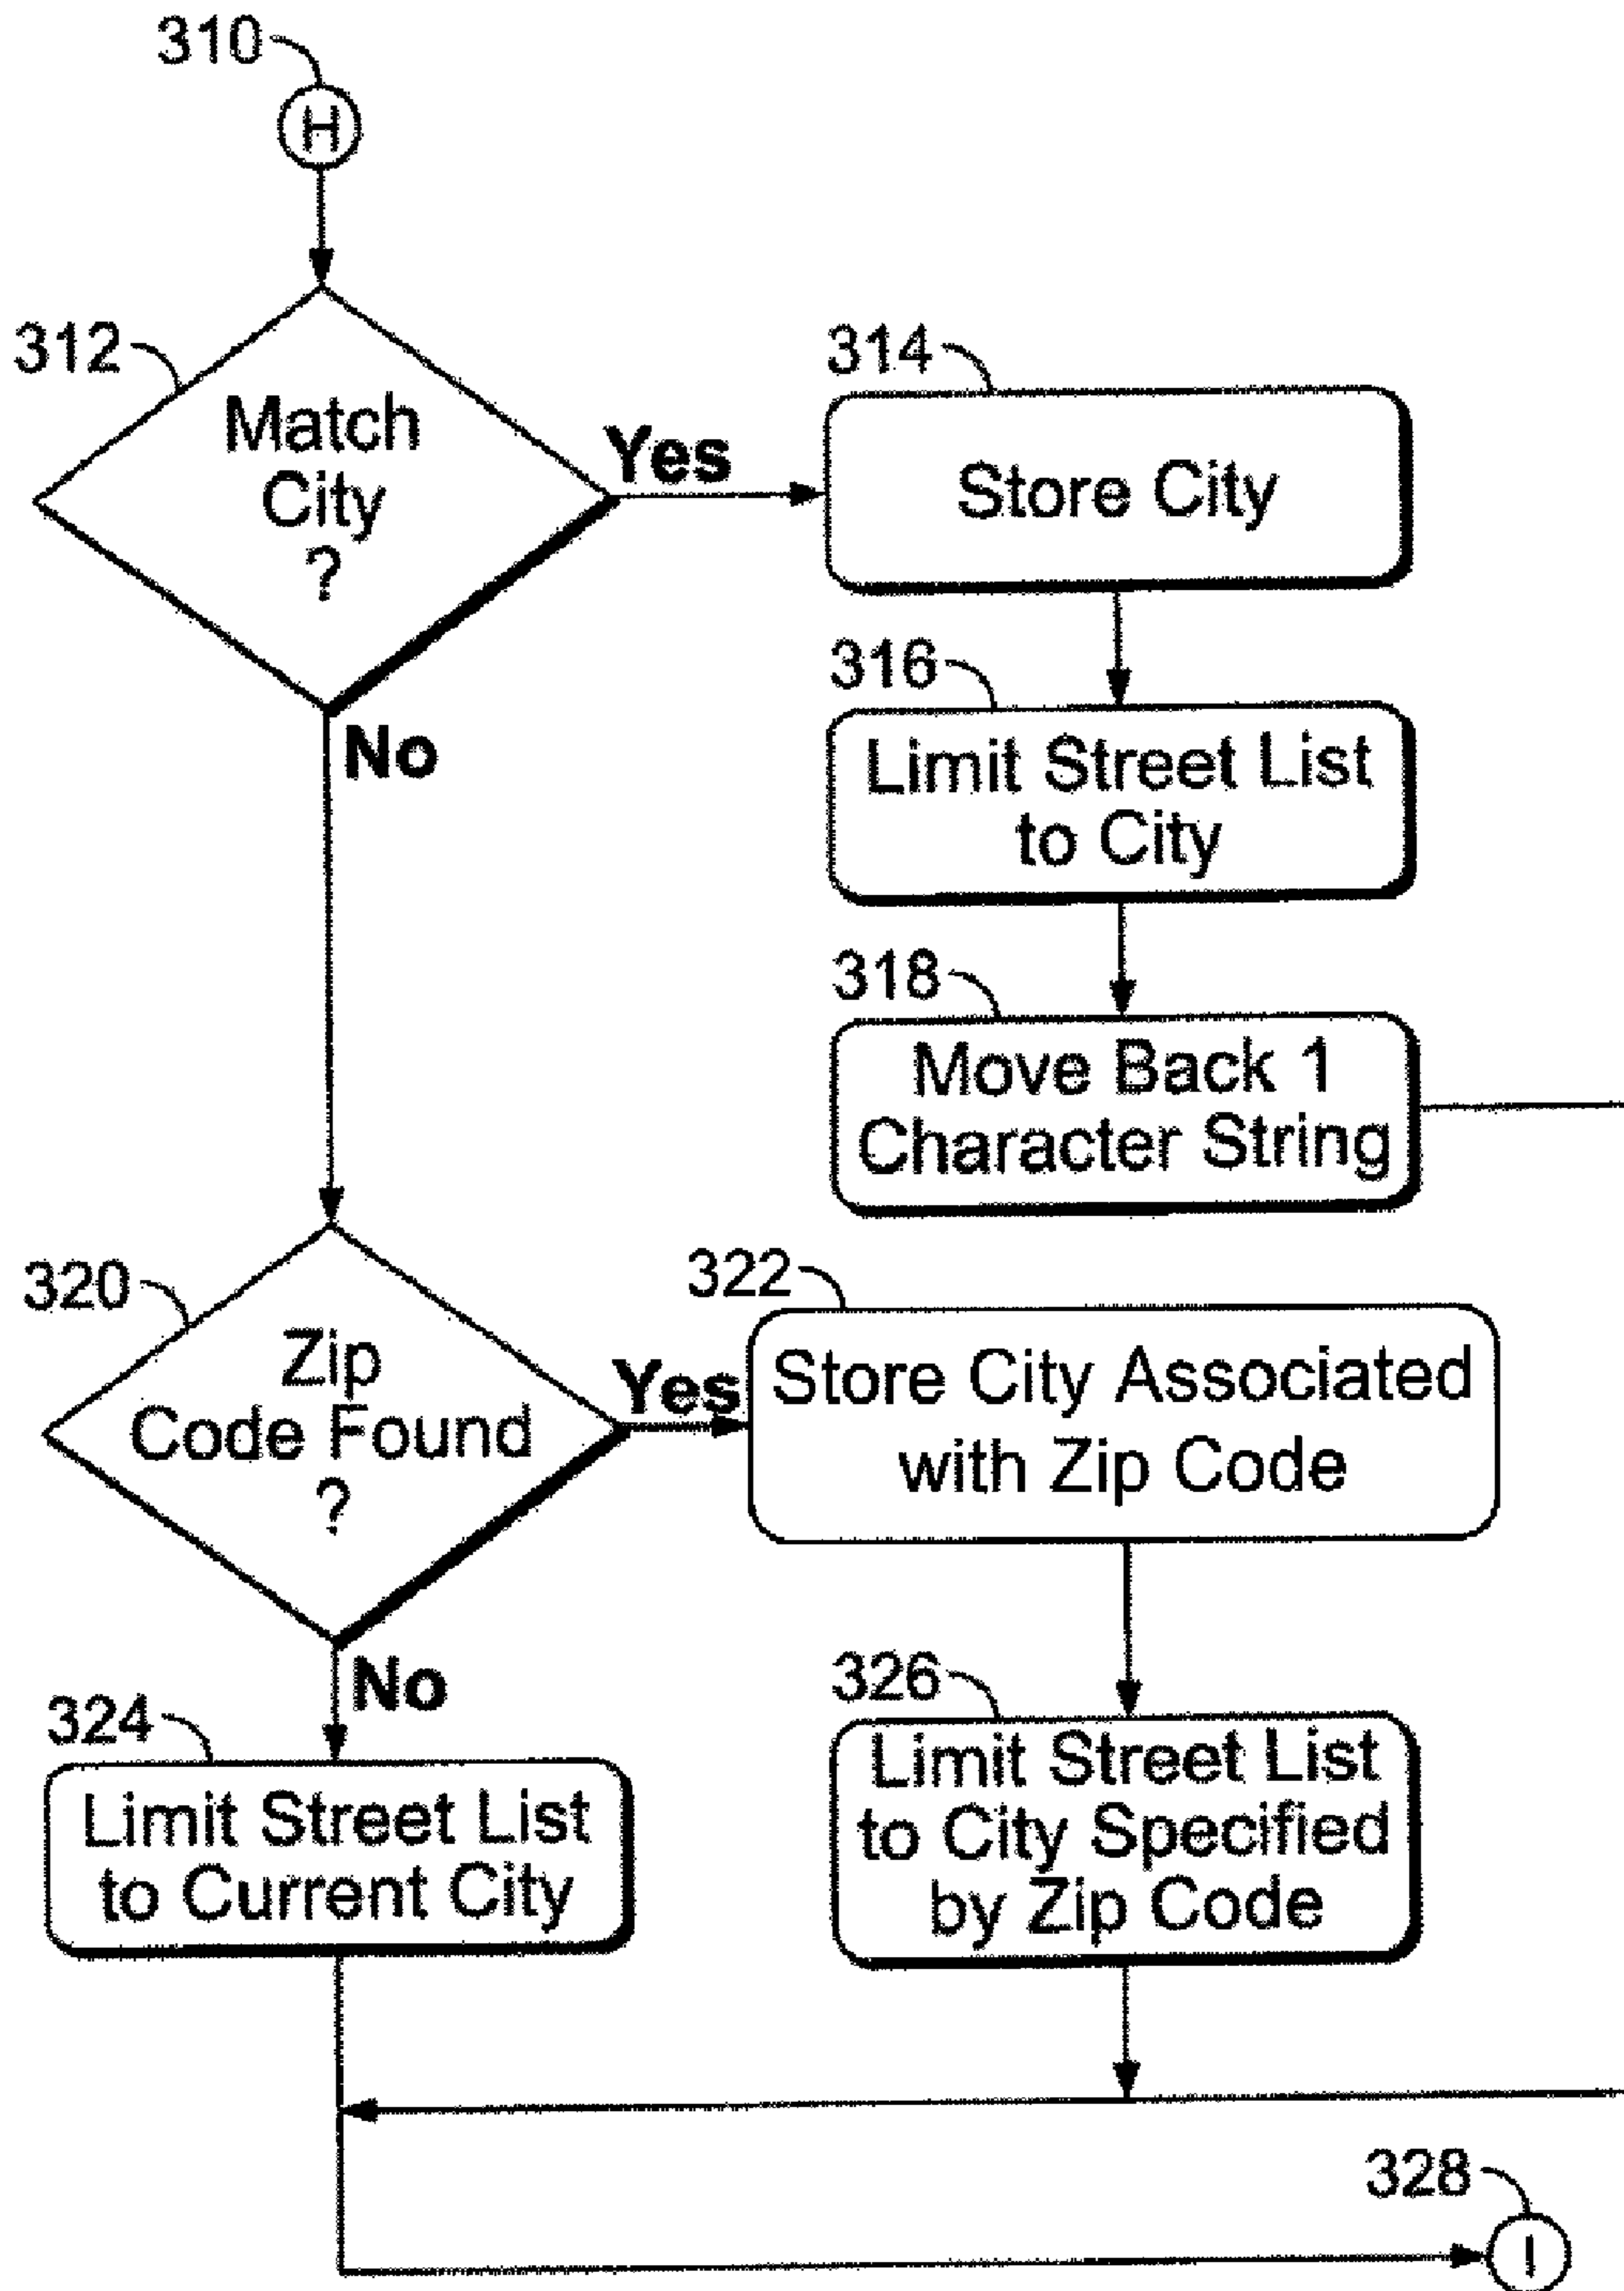 310
H
312
Match
City
?
Yes
No
314
Store City
316
Limit Street List
to City
318
Move Back 1
Character String
320
Zip
Code Found
?
Yes
No
322
Store City Associated
with Zip Code
324
Limit Street List
to Current City
326
Limit Street List
to City Specified
by Zip Code
328
I